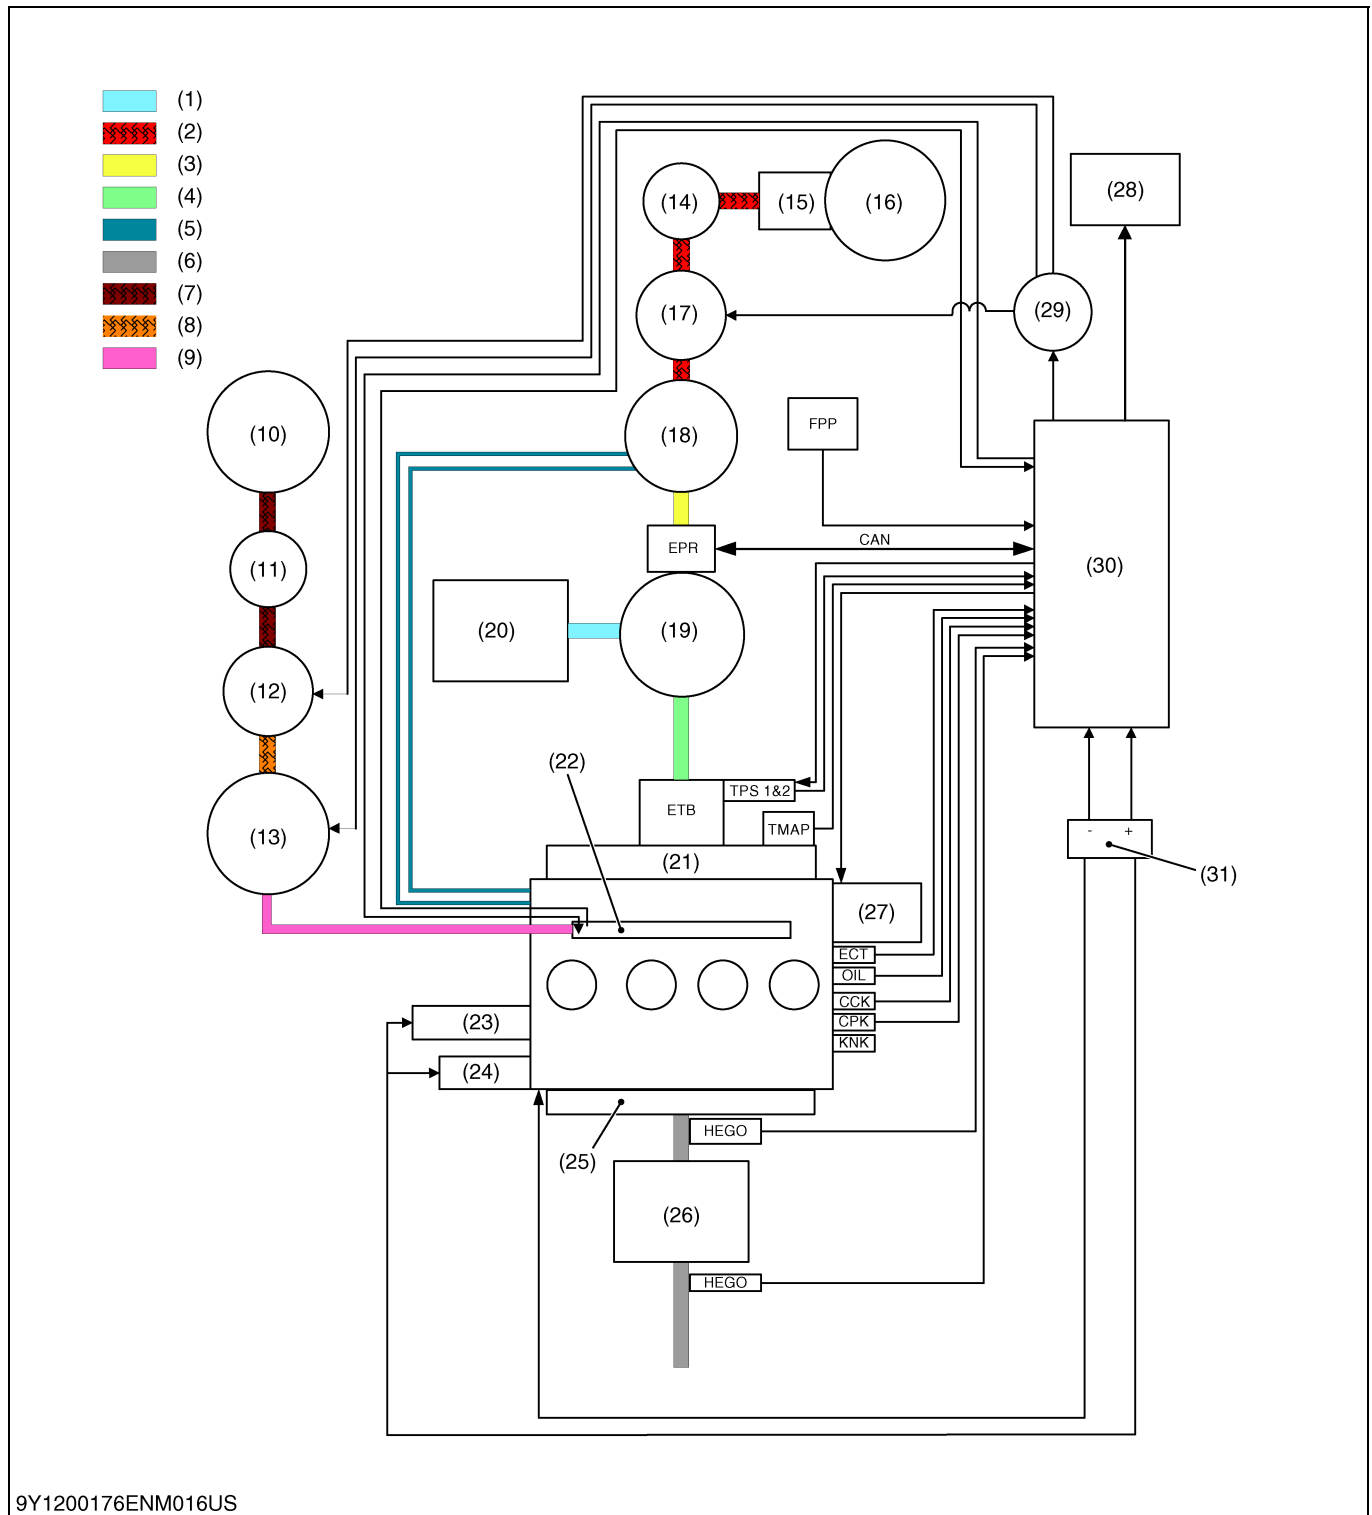 (1)
(2)
(3)
(4)
(5)
(6)
(7)
(8)
(9)
(10)
(11)
(12)
(13)
(14)
(15)
(16)
(17)
(18)
EPR
(19)
(20)
(22)
ETB
TPS 1&2
TMAP
(21)
(27)
ECT
OIL
CCK
CPK
KNK
(23)
(24)
(25)
HEGO
(26)
HEGO
FPP
CAN
(28)
(29)
(30)
- +
(31)
9Y1200176ENM016US